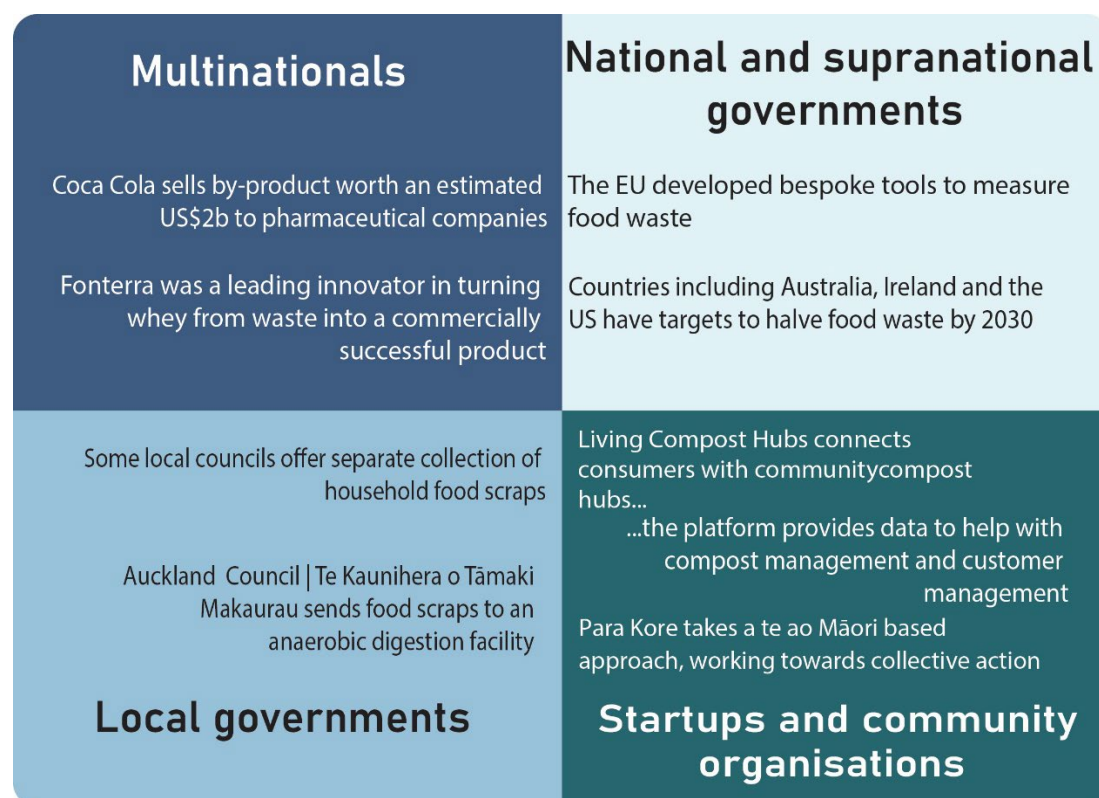 Multinationals
Coca Cola sells by-product worth an estimated
US$2b to pharmaceutical companies
Fonterra was a leading innovator in turning
whey from waste into a commercially
successful product
National and supranational
governments
The EU developed bespoke tools to measure
food waste
Countries including Australia, Ireland and the
US have targets to halve food waste by 2030
Some local councils offer separate collection of
household food scraps
Auckland Council | Te Kaunihera o Tāmaki
Makaurau sends food scraps to an
anaerobic digestion facility
Local governments
Living Compost Hubs connects
consumers with communitycompost
hubs...
...the platform provides data to help with
compost management and customer
management
Para Kore takes a te ao Māori based
approach, working towards collective action
Startups and community
organisations